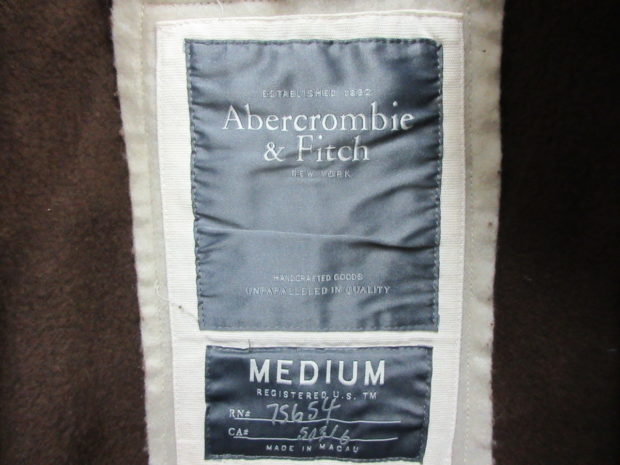 ESTABLISHED 1892
Abercrombie
& Fitch
NEW YORK
HANDCRAFTED GOODS
UNPARALLELED IN QUALITY
MEDIUM
REGISTERED U.S. TM
RN# 75654
CA# 50316
MADE IN MACAU